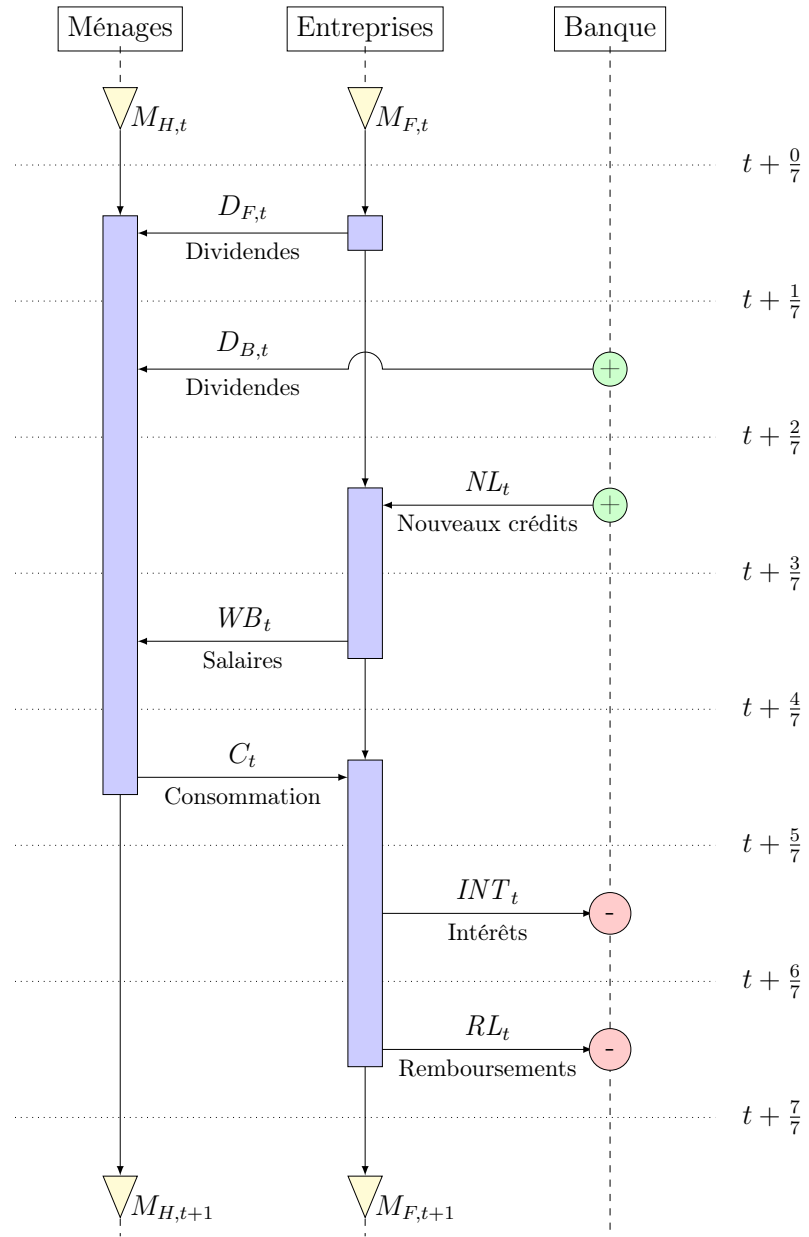 Ménages Entreprises Banque
M_{H,t} M_{F,t}
t + 0/7
D_{F,t}
Dividendes
t + 1/7
D_{B,t}
Dividendes
+
t + 2/7
NL_t
Nouveaux crédits
+
t + 3/7
WB_t
Salaires
t + 4/7
C_t
Consommation
t + 5/7
INT_t
Intérêts
-
t + 6/7
RL_t
Remboursements
-
t + 7/7
M_{H,t+1} M_{F,t+1}